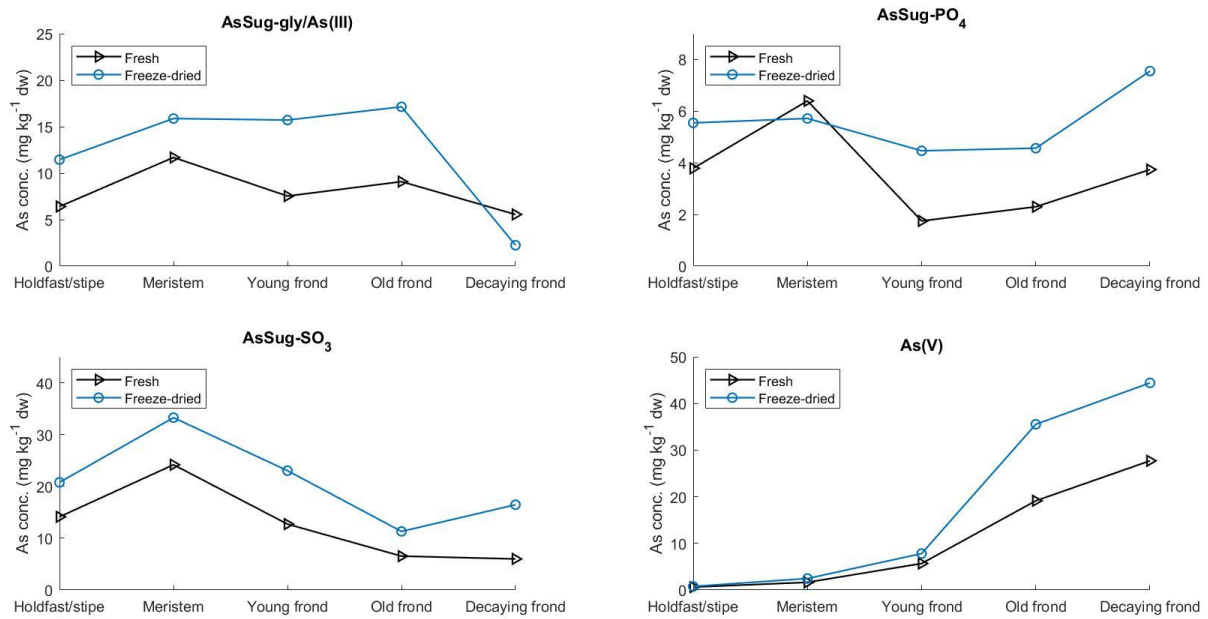 AsSug-gly/As(III)
As conc. (mg kg⁻¹ dw)
25
20
15
10
5
0
Fresh
Freeze-dried
Holdfast/stipe Meristem Young frond Old frond Decaying frond
AsSug-PO₄
As conc. (mg kg⁻¹ dw)
8
6
4
2
0
Fresh
Freeze-dried
Holdfast/stipe Meristem Young frond Old frond Decaying frond
AsSug-SO₃
As conc. (mg kg⁻¹ dw)
40
30
20
10
0
Fresh
Freeze-dried
Holdfast/stipe Meristem Young frond Old frond Decaying frond
As(V)
As conc. (mg kg⁻¹ dw)
50
40
30
20
10
0
Fresh
Freeze-dried
Holdfast/stipe Meristem Young frond Old frond Decaying frond